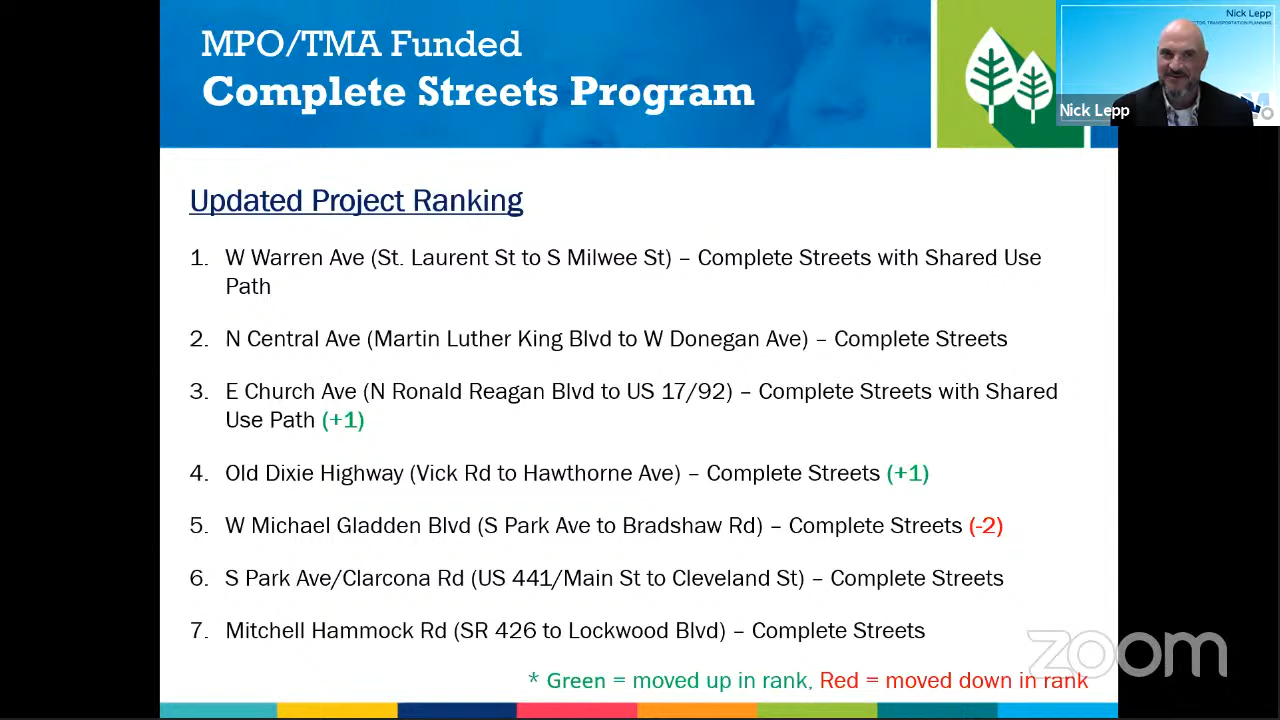 MPO/TMA Funded
Complete Streets Program
Nick Lepp
TRANSPORTATION PLANNING
Nick Lepp
Updated Project Ranking
1. W Warren Ave (St. Laurent St to S Milwee St) – Complete Streets with Shared Use
Path
2. N Central Ave (Martin Luther King Blvd to W Donegan Ave) – Complete Streets
3. E Church Ave (N Ronald Reagan Blvd to US 17/92) – Complete Streets with Shared
Use Path (+1)
4. Old Dixie Highway (Vick Rd to Hawthorne Ave) – Complete Streets (+1)
5. W Michael Gladden Blvd (S Park Ave to Bradshaw Rd) – Complete Streets (-2)
6. S Park Ave/Clarcona Rd (US 441/Main St to Cleveland St) – Complete Streets
7. Mitchell Hammock Rd (SR 426 to Lockwood Blvd) – Complete Streets
zoom
* Green = moved up in rank, Red = moved down in rank